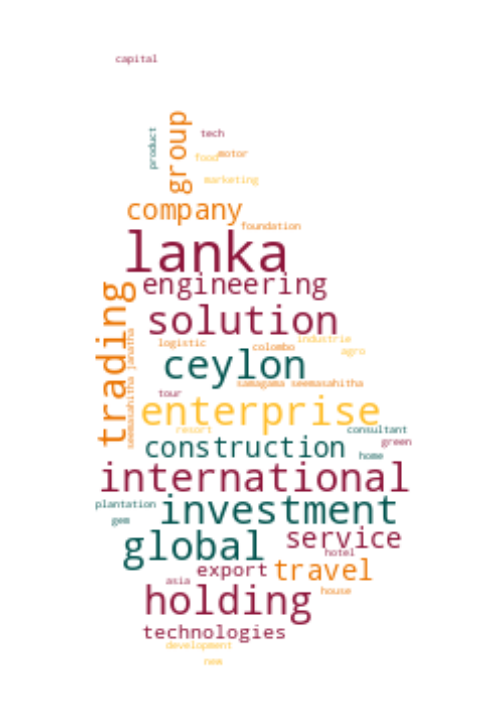 capital
group
product
tech
food
motor
marketing
company
foundation
lanka
engineering
trading
solution
seemasahitha janatha
logistic
colombo
industrie
agro
ceylon
samagama seemasahitha
tour
enterprise
resort
consultant
green
construction
home
international
plantation
investment
gem
global
service
hotel
export
travel
asia
house
holding
technologies
development
new